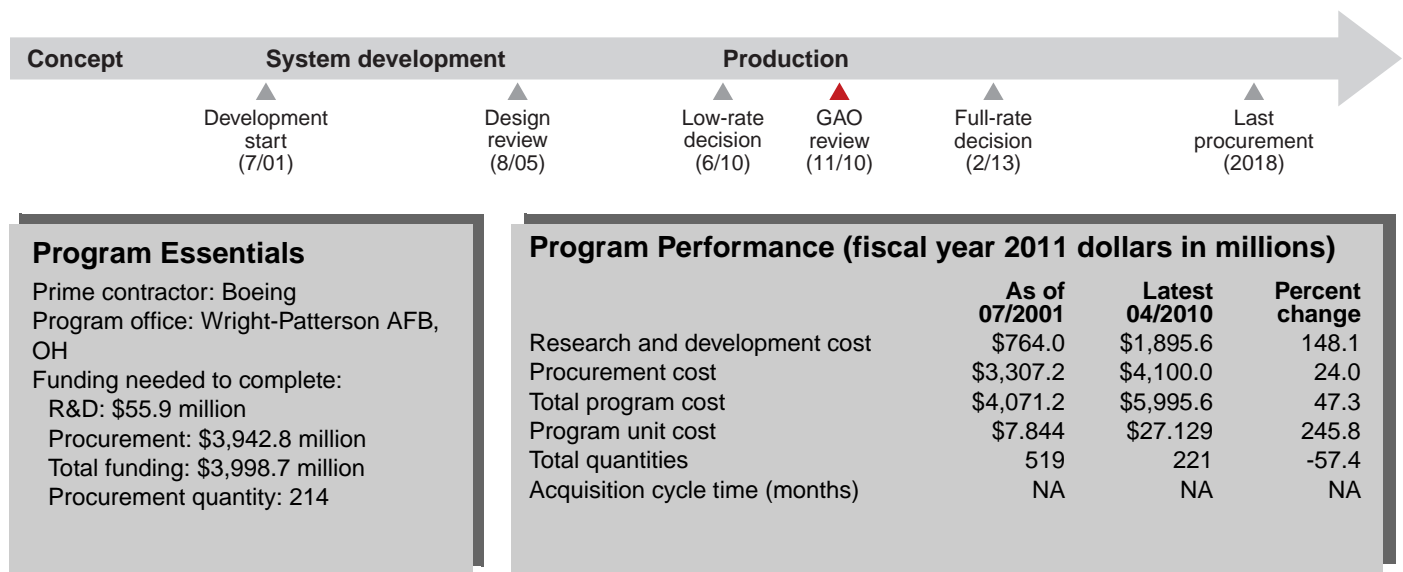 Concept System development Production
Development start (7/01)
Design review (8/05)
Low-rate decision (6/10)
GAO review (11/10)
Full-rate decision (2/13)
Last procurement (2018)
Program Essentials
Prime contractor: Boeing
Program office: Wright-Patterson AFB,
OH
Funding needed to complete:
R&D: $55.9 million
Procurement: $3,942.8 million
Total funding: $3,998.7 million
Procurement quantity: 214
Program Performance (fiscal year 2011 dollars in millions)
As of 07/2001 Latest 04/2010 Percent change
Research and development cost $764.0 $1,895.6 148.1
Procurement cost $3,307.2 $4,100.0 24.0
Total program cost $4,071.2 $5,995.6 47.3
Program unit cost $7.844 $27.129 245.8
Total quantities 519 221 -57.4
Acquisition cycle time (months) NA NA NA